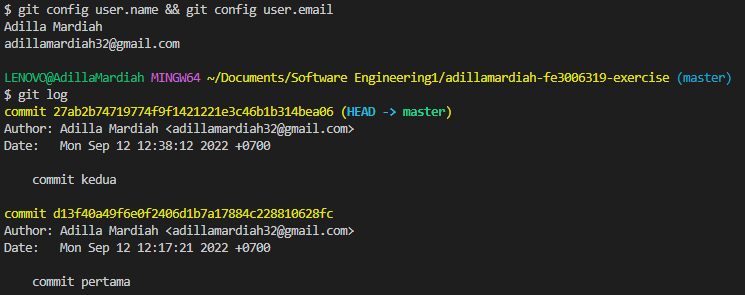 $ git config user.name && git config user.email
Adilla Mardiah
adillamardiah32@gmail.com
LENOVO@AdillaMardiah MINGW64 ~/Documents/Software Engineering1/adillamardiah-fe3006319-exercise (master)
$ git log
commit 27ab2b74719774f9f1421221e3c46b1b314bea06 (HEAD -> master)
Author: Adilla Mardiah <adillamardiah32@gmail.com>
Date:   Mon Sep 12 12:38:12 2022 +0700
    commit kedua
commit d13f40a49f6e0f2406d1b7a17884c228810628fc
Author: Adilla Mardiah <adillamardiah32@gmail.com>
Date:   Mon Sep 12 12:17:21 2022 +0700
    commit pertama